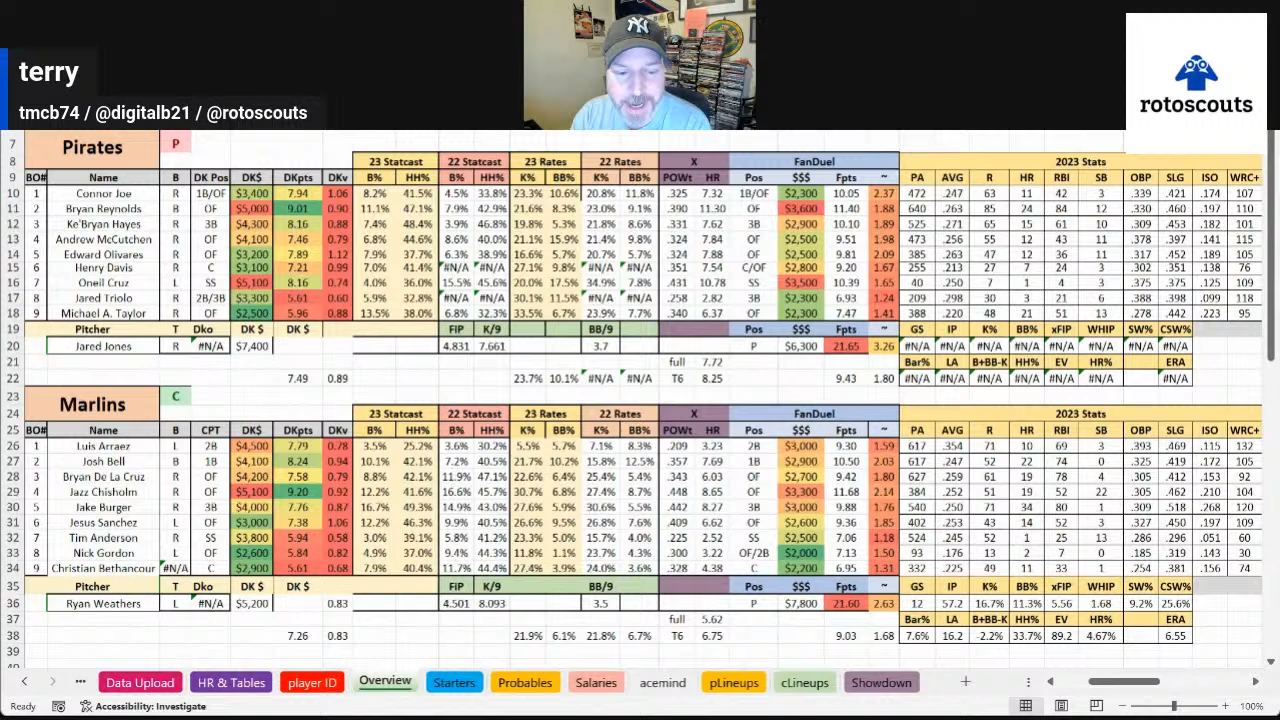 terry
tmcb74 / @digitalb21 / @rotoscouts
rotoscouts
7 Pirates P
8 23 Statcast 22 Statcast 23 Rates 22 Rates X FanDuel 2023 Stats
9 BO# Name B DK Pos DK$ DKpts DKv B% HH% B% HH% K% BB% K% BB% POWt HR Pos $$$ Fpts ~ PA AVG R HR RBI SB OBP SLG ISO WRC+
10 1 Connor Joe R 1B/OF $3,400 7.94 1.06 8.2% 41.5% 4.5% 33.8% 23.3% 10.6% 20.8% 11.8% .325 7.32 1B/OF $2,300 10.05 2.37 472 .247 63 11 42 3 .339 .421 .174 107
11 2 Bryan Reynolds B OF $5,000 9.01 0.90 11.1% 47.1% 7.9% 42.9% 21.6% 8.3% 23.0% 9.1% .390 11.30 OF $3,600 11.40 1.88 640 .263 85 24 84 12 .330 .460 .197 110
12 3 Ke'Bryan Hayes R 3B $4,300 8.16 0.88 7.4% 48.4% 3.9% 46.8% 19.8% 5.3% 21.8% 8.6% .331 7.62 3B $2,900 10.10 1.89 525 .271 65 15 61 10 .309 .453 .182 101
13 4 Andrew McCutchen R OF $4,100 7.46 0.79 6.8% 44.6% 8.6% 40.0% 21.1% 15.9% 21.4% 9.8% .324 7.84 OF $2,500 9.51 1.98 473 .256 55 12 43 11 .378 .397 .141 115
14 5 Edward Olivares R OF $3,200 7.89 1.12 7.9% 37.7% 6.3% 38.9% 16.6% 5.7% 20.7% 5.7% .324 7.88 OF $2,500 9.81 2.09 385 .263 47 12 36 11 .317 .452 .189 105
15 6 Henry Davis R C $3,100 7.21 0.99 7.0% 41.4% #N/A #N/A 27.1% 9.8% #N/A #N/A .351 7.54 C/OF $2,800 9.20 1.67 255 .213 27 7 24 3 .302 .351 .138 76
16 7 Oneil Cruz L SS $5,100 8.16 0.74 4.0% 36.0% 15.5% 45.6% 20.0% 17.5% 34.9% 7.8% .431 10.78 SS $3,500 10.39 1.65 40 .250 7 1 4 3 .375 .375 .125 109
17 8 Jared Triolo R 2B/3B $3,300 5.61 0.60 5.9% 32.8% #N/A #N/A 30.1% 11.5% #N/A #N/A .258 2.82 3B $2,300 6.93 1.24 209 .298 30 3 21 6 .388 .398 .099 118
18 9 Michael A. Taylor R OF $2,500 5.96 0.88 13.5% 38.0% 6.8% 32.3% 33.5% 6.7% 23.9% 7.7% .340 6.37 OF $2,300 7.47 1.41 388 .220 48 21 51 13 .278 .442 .223 95
19 Pitcher T Dko DK $ DK $ FIP K/9 BB/9 Pos $$$ Fpts ~ GS IP K% BB% xFIP WHIP SW% CSW%
20 Jared Jones R #N/A $7,400 4.831 7.661 3.7 P $6,300 21.65 3.26 #N/A #N/A #N/A #N/A #N/A #N/A #N/A #N/A
21 full 7.72 Bar% LA B+BB-K HH% EV HR% ERA
22 7.49 0.89 23.7% 10.1% #N/A #N/A T6 8.25 9.43 1.80 #N/A #N/A #N/A #N/A #N/A #N/A #N/A
23 Marlins C
24 23 Statcast 22 Statcast 23 Rates 22 Rates X FanDuel 2023 Stats
25 BO# Name B CPT DK$ DKpts DKv B% HH% B% HH% K% BB% K% BB% POWt HR Pos $$$ Fpts ~ PA AVG R HR RBI SB OBP SLG ISO WRC+
26 1 Luis Arraez L 2B $4,500 7.79 0.78 3.5% 25.2% 3.6% 30.2% 5.5% 5.7% 7.1% 8.3% .209 3.23 2B $3,000 9.30 1.59 617 .354 71 10 69 3 .393 .469 .115 132
27 2 Josh Bell B 1B $4,100 8.24 0.94 10.1% 42.1% 7.2% 40.5% 21.7% 10.2% 15.8% 12.5% .357 7.69 1B $2,900 10.50 2.03 617 .247 52 22 74 0 .325 .419 .172 105
28 3 Bryan De La Cruz R OF $4,200 7.58 0.79 8.8% 42.1% 11.9% 47.1% 22.6% 6.4% 25.4% 5.4% .343 6.03 OF $2,700 9.42 1.80 627 .259 61 19 78 4 .305 .412 .153 92
29 4 Jazz Chisholm R OF $5,100 9.20 0.92 12.2% 41.6% 16.6% 45.7% 30.7% 6.8% 27.4% 8.7% .448 8.65 OF $3,300 11.68 2.14 384 .252 51 19 52 22 .305 .462 .210 104
30 5 Jake Burger R 3B $4,000 7.76 0.87 16.7% 49.3% 14.9% 43.0% 27.6% 5.9% 30.6% 5.5% .442 8.27 3B $3,300 9.88 1.76 540 .250 71 34 80 1 .309 .518 .268 120
31 6 Jesus Sanchez L OF $3,000 7.38 1.06 12.2% 46.3% 9.9% 40.5% 26.6% 9.5% 26.8% 7.6% .409 6.62 OF $2,600 9.36 1.85 402 .253 43 14 52 3 .327 .450 .197 109
32 7 Tim Anderson R SS $3,800 5.94 0.58 3.0% 39.1% 5.8% 41.2% 23.3% 5.0% 15.7% 4.0% .225 2.52 SS $2,500 7.06 1.18 524 .245 52 1 25 13 .286 .296 .051 60
33 8 Nick Gordon L OF $2,600 5.84 0.82 4.9% 37.0% 9.4% 44.3% 11.8% 1.1% 23.7% 4.3% .300 3.22 OF/2B $2,000 7.13 1.50 93 .176 13 2 7 0 .185 .319 .143 30
34 9 Christian Bethancour #N/A C $2,900 5.61 0.68 7.9% 40.4% 11.7% 44.4% 27.4% 3.9% 24.0% 3.6% .328 4.38 C $2,200 6.95 1.31 332 .225 49 11 33 1 .254 .381 .156 74
35 Pitcher T Dko DK $ DK $ FIP K/9 BB/9 Pos $$$ Fpts ~ GS IP K% BB% xFIP WHIP SW% CSW%
36 Ryan Weathers L #N/A $5,200 0.83 4.501 8.093 3.5 P $7,800 21.60 2.63 12 57.2 16.7% 11.3% 5.56 1.68 9.2% 25.6%
37 full 5.62 Bar% LA B+BB-K HH% EV HR% ERA
38 7.26 0.83 21.9% 6.1% 21.8% 6.7% T6 6.75 9.03 1.68 7.6% 16.2 -2.2% 33.7% 89.2 4.67% 6.55
39
Data Upload HR & Tables player ID Overview Starters Probables Salaries acemind pLineups cLineups Showdown
Ready Accessibility: Investigate 100%